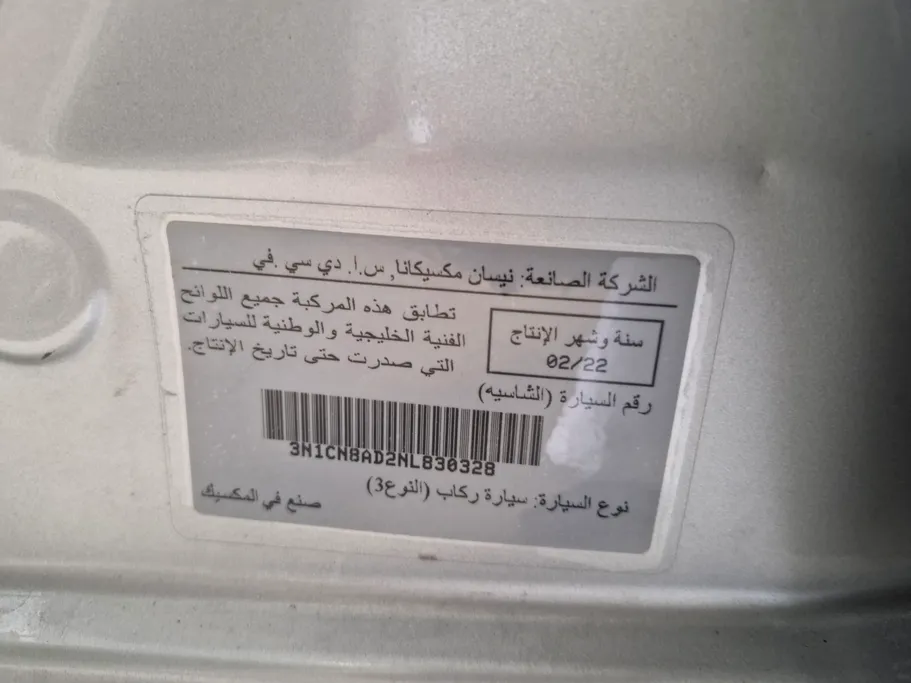 الشركة الصانعة: نيسان مكسيكانا, س.ا. دي سي .في
سنة وشهر الإنتاج
02/22
تطابق هذه المركبة جميع اللوائح
الفنية الخليجية والوطنية للسيارات
التي صدرت حتى تاريخ الإنتاج.
رقم السيارة (الشاسيه)
3N1CN8AD2NL830328
نوع السيارة: سيارة ركاب (النوع3)
صنع في المكسيك